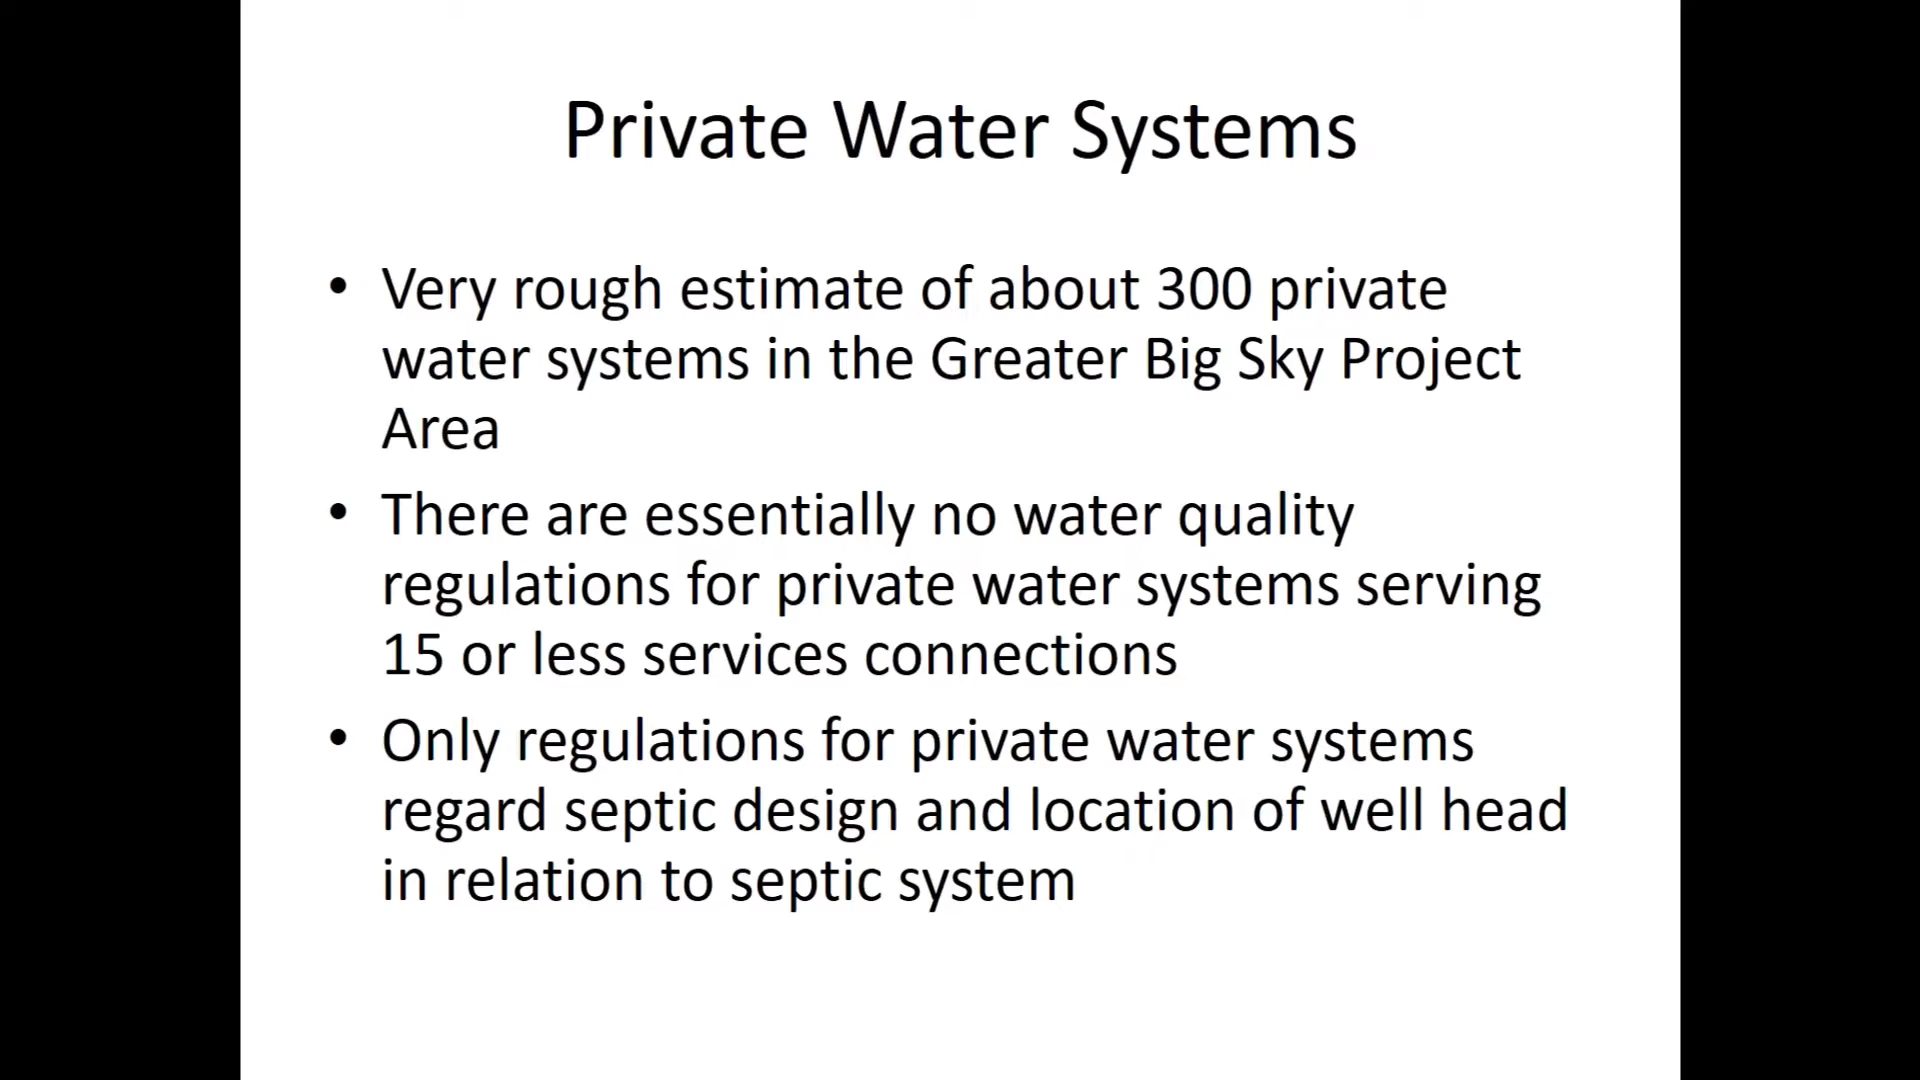 Private Water Systems
• Very rough estimate of about 300 private
water systems in the Greater Big Sky Project
Area
• There are essentially no water quality
regulations for private water systems serving
15 or less services connections
• Only regulations for private water systems
regard septic design and location of well head
in relation to septic system